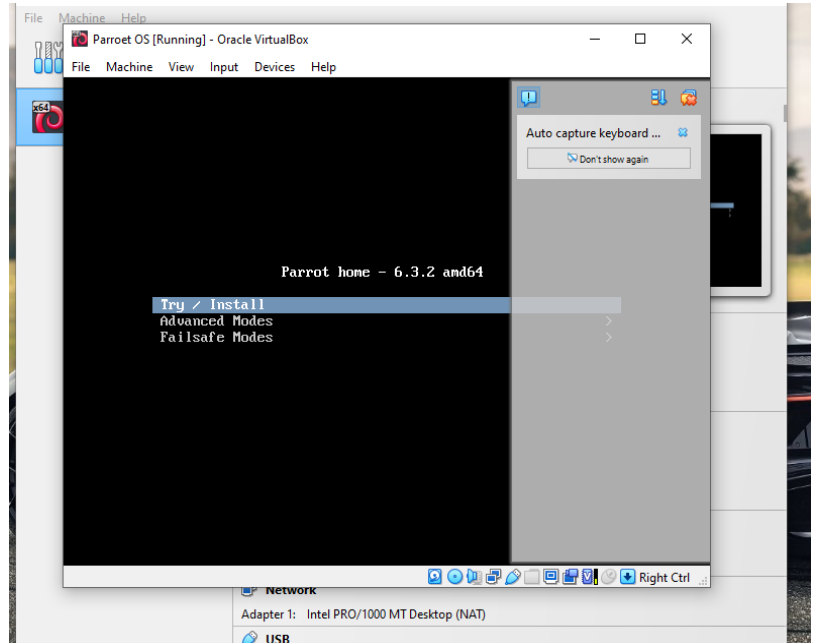 File Machine Help
Parroet OS [Running] - Oracle VirtualBox
File Machine View Input Devices Help
x64
Auto capture keyboard ...
Don't show again
Parrot home - 6.3.2 amd64
Try / Install
Advanced Modes >
Failsafe Modes >
Right Ctrl
Network
Adapter 1: Intel PRO/1000 MT Desktop (NAT)
USB